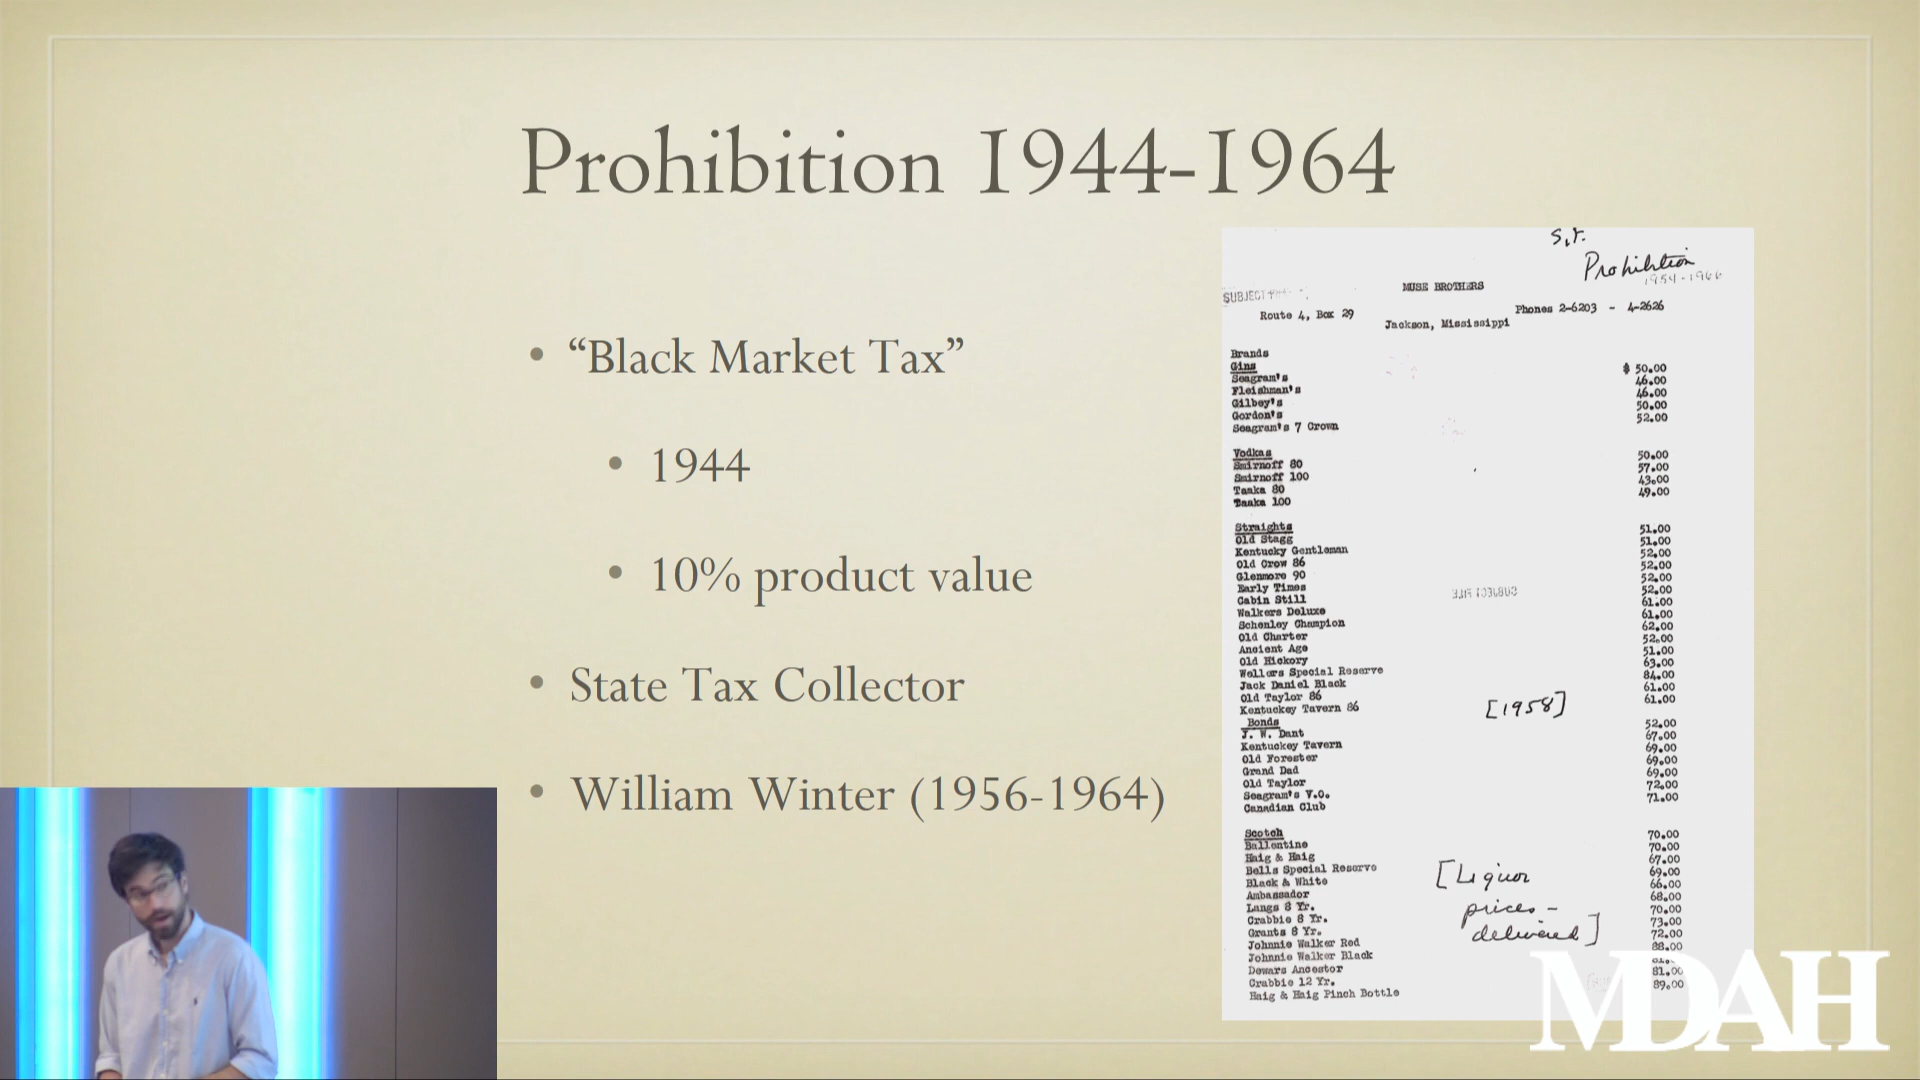 Prohibition 1944-1964
• “Black Market Tax”
• 1944
• 10% product value
• State Tax Collector
• William Winter (1956-1964)
S.F.
Prohibition
1954-1966
MUSE BROTHERS
Route 4, Box 29
Phones 2-6203 - 4-2626
Jackson, Mississippi
Brands
Gins $ 50.00
Seagram's 46.00
Fleishman's 46.00
Gilbey's 50.00
Gordon's 52.00
Seagram's 7 Crown
Vodkas 50.00
Smirnoff 80 57.00
Smirnoff 100 43.00
Taaka 80 49.00
Taaka 100
Straights 51.00
Old Stagg 51.00
Kentucky Gentleman 52.00
Old Crow 86 52.00
Glenmore 90 52.00
Early Times 52.00
Cabin Still 61.00
Walkers Deluxe 61.00
Schenley Champion 62.00
Old Charter 52.00
Ancient Age 51.00
Old Hickory 63.00
Wellers Special Reserve 84.00
Jack Daniel Black 61.00
Old Taylor 86 61.00
Kentuckey Tavern 86
[1958]
Bonds 52.00
J. W. Dant 67.00
Kentuckey Tavern 69.00
Old Forester 69.00
Grand Dad 69.00
Old Taylor 72.00
Seagram's V.O. 71.00
Canadian Club
Scotch 70.00
Ballentine 70.00
Haig & Haig 67.00
Bells Special Reserve 69.00
Black & White 66.00
Ambassador 68.00
Langs 8 Yr. 70.00
Crabbie 8 Yr. 73.00
Grants 8 Yr. 72.00
Johnnie Walker Red 88.00
Johnnie Walker Black
Dewars Ancestor 81.00
Crabbie 12 Yr. 89.00
Haig & Haig Pinch Bottle
[Liquor
prices -
delivered]
MDAH